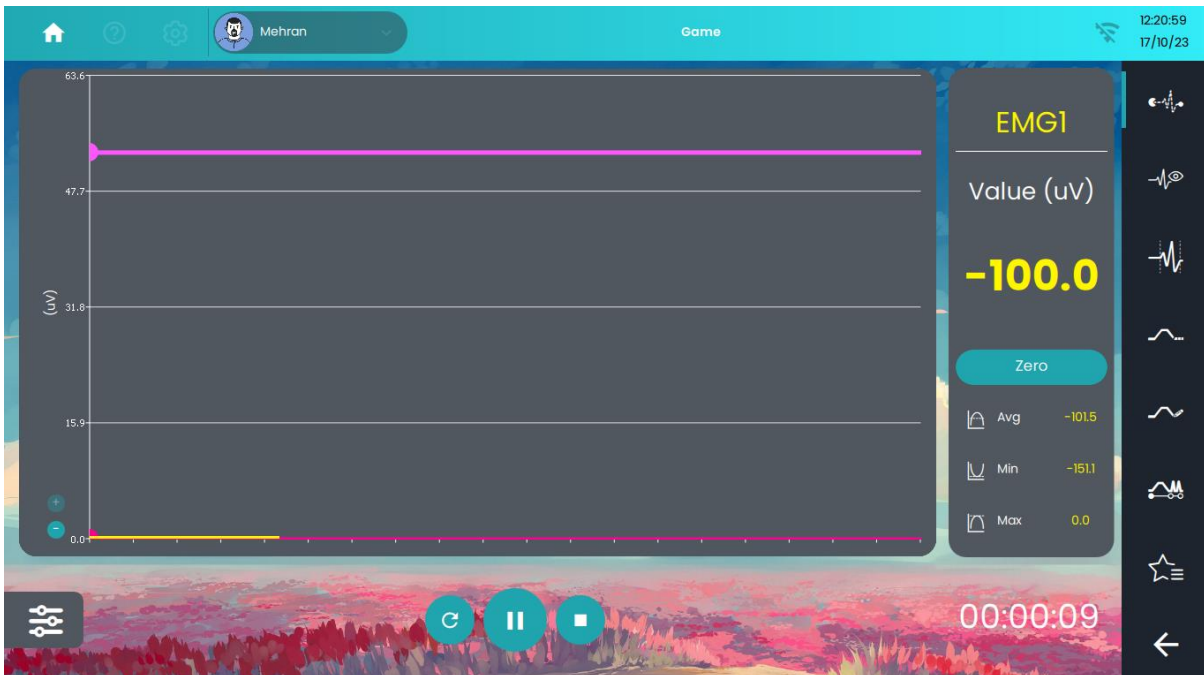 Mehran
Game
12:20:59
17/10/23
63.6
47.7
(uV)
31.8
15.9
0.0
EMG1
Value (uV)
-100.0
Zero
Avg -101.5
Min -151.1
Max 0.0
00:00:09